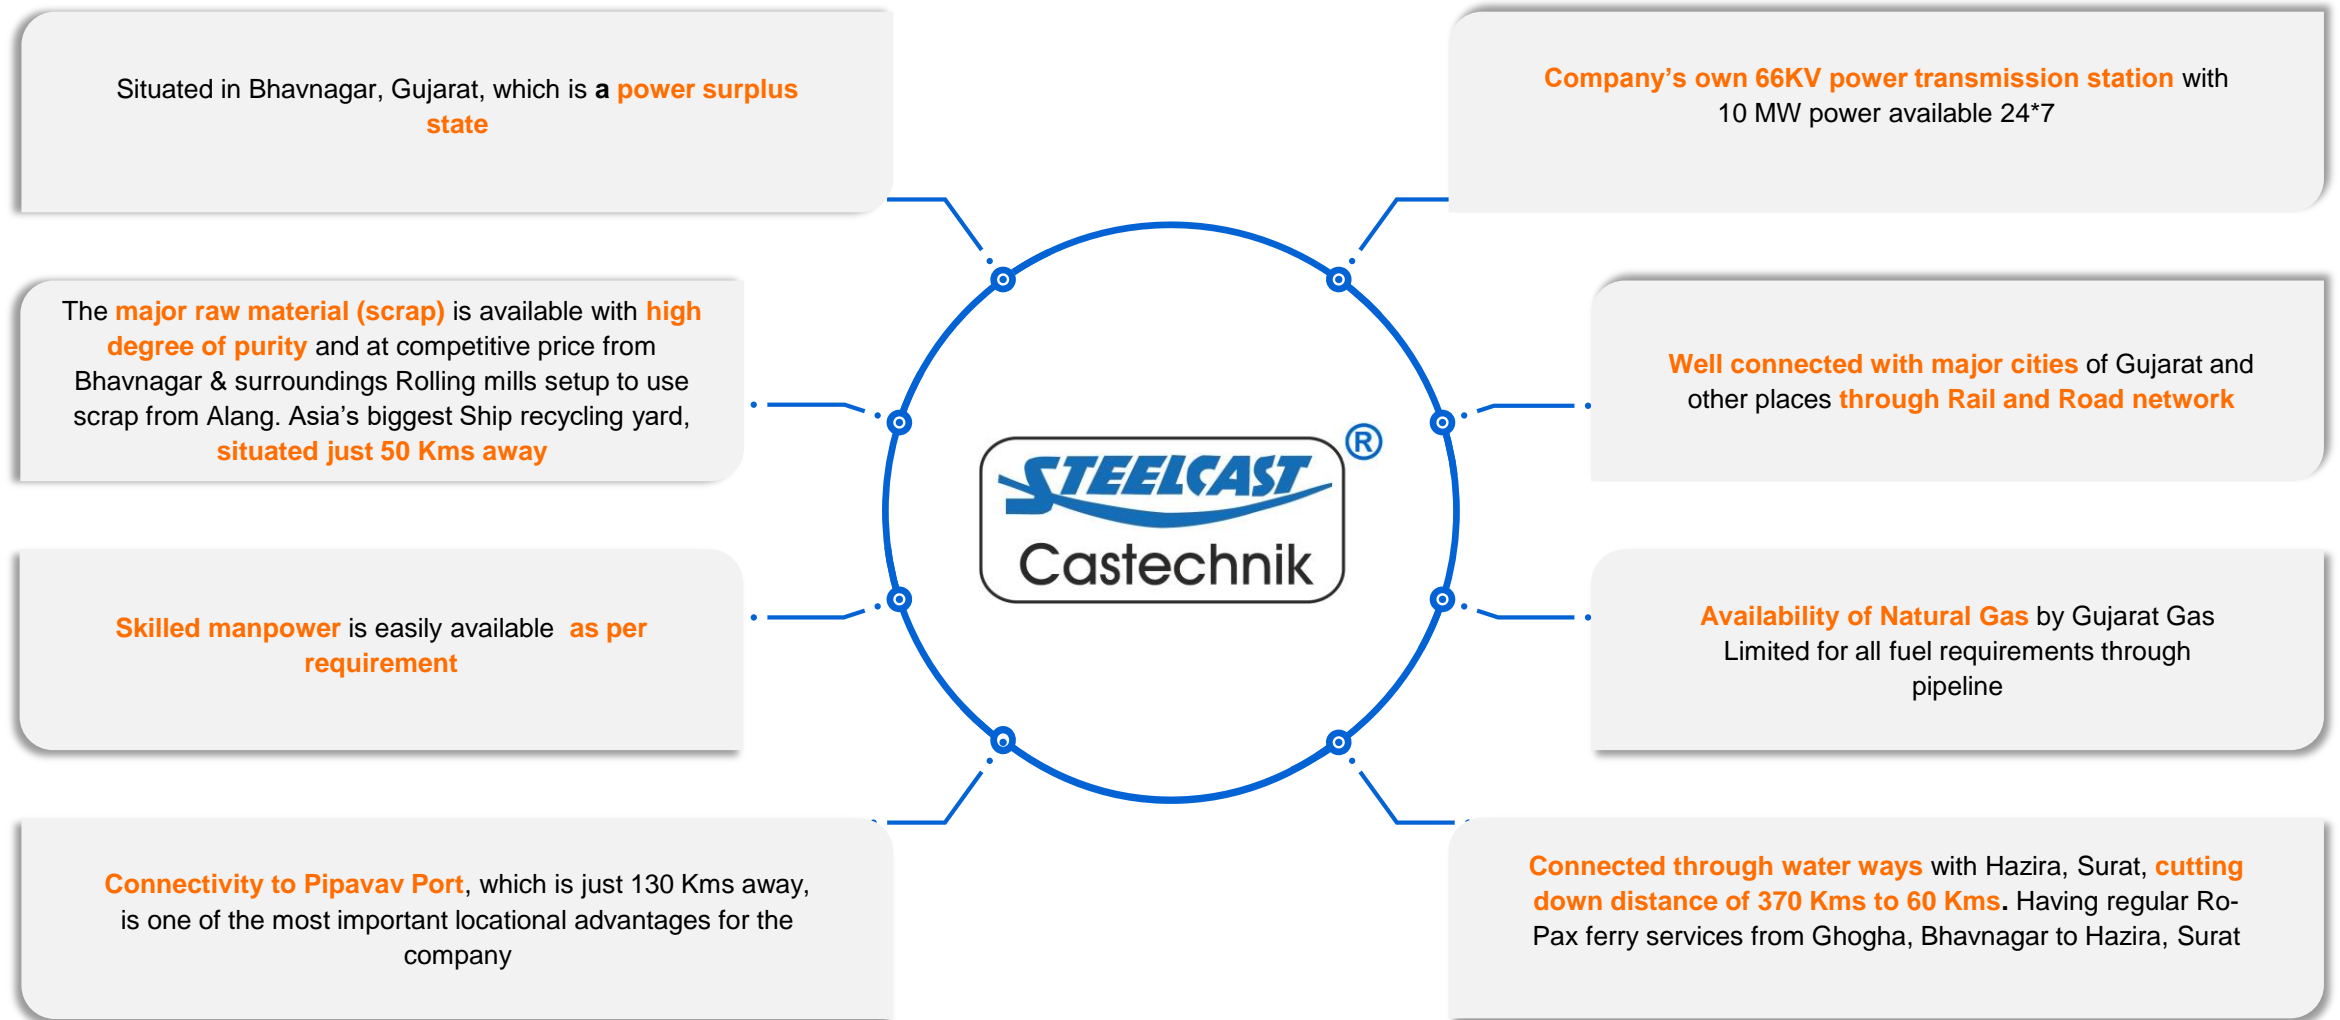 Situated in Bhavnagar, Gujarat, which is a power surplus
state
The major raw material (scrap) is available with high
degree of purity and at competitive price from
Bhavnagar & surroundings Rolling mills setup to use
scrap from Alang. Asia’s biggest Ship recycling yard,
situated just 50 Kms away
Skilled manpower is easily available as per
requirement
Connectivity to Pipavav Port, which is just 130 Kms away,
is one of the most important locational advantages for the
company
STEELCAST ®
Castechnik
Company’s own 66KV power transmission station with
10 MW power available 24*7
Well connected with major cities of Gujarat and
other places through Rail and Road network
Availability of Natural Gas by Gujarat Gas
Limited for all fuel requirements through
pipeline
Connected through water ways with Hazira, Surat, cutting
down distance of 370 Kms to 60 Kms. Having regular Ro-
Pax ferry services from Ghogha, Bhavnagar to Hazira, Surat